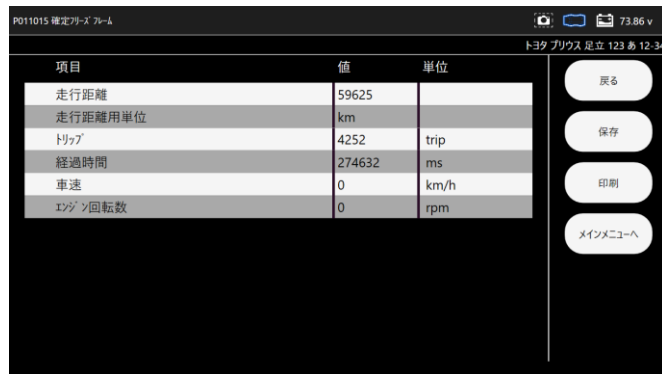 P011015 確定ﾌﾘｰｽﾞ ﾌﾚｰﾑ
73.86 v
トヨタ プリウス 足立 123 あ 12-34
項目 値 単位
走行距離 59625
走行距離用単位 km
ﾄﾘｯﾌﾟ 4252 trip
経過時間 274632 ms
車速 0 km/h
ｴﾝｼﾞﾝ回転数 0 rpm
戻る
保存
印刷
メインメニューへ